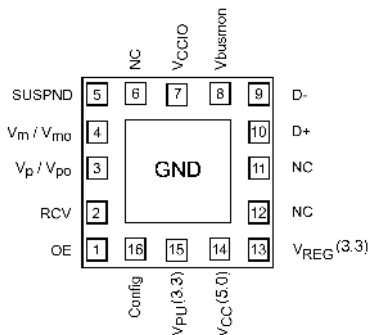 NC
VCCIO
Vbusmon
SUSPND 5 6 7 8 9 D-
Vm / Vmo 4 10 D+
Vp / Vpo 3 GND 11 NC
RCV 2 12 NC
OE 1 16 15 14 13 VREG (3.3)
Config
VPU(3.3)
VCC(5.0)